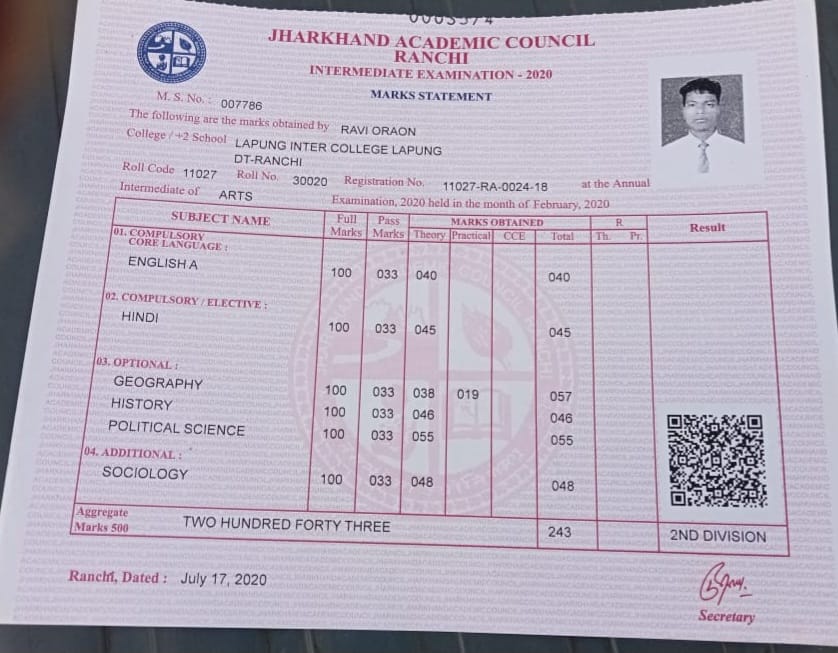 0003374
JHARKHAND ACADEMIC COUNCIL
RANCHI
INTERMEDIATE EXAMINATION - 2020
MARKS STATEMENT
M. S. No. : 007786
The following are the marks obtained by RAVI ORAON
College / +2 School LAPUNG INTER COLLEGE LAPUNG
DT-RANCHI
Roll Code 11027 Roll No. 30020 Registration No. 11027-RA-0024-18 at the Annual
Intermediate of ARTS Examination, 2020 held in the month of February, 2020
SUBJECT NAME Full Marks Pass Marks MARKS OBTAINED R Result
Theory Practical CCE Total Th. Pr.
01. COMPULSORY
CORE LANGUAGE :
ENGLISH A 100 033 040 040
02. COMPULSORY / ELECTIVE :
HINDI 100 033 045 045
03. OPTIONAL :
GEOGRAPHY 100 033 038 019 057
HISTORY 100 033 046 046
POLITICAL SCIENCE 100 033 055 055
04. ADDITIONAL :
SOCIOLOGY 100 033 048 048
Aggregate
Marks 500 TWO HUNDRED FORTY THREE 243 2ND DIVISION
Ranchi, Dated : July 17, 2020
Secretary